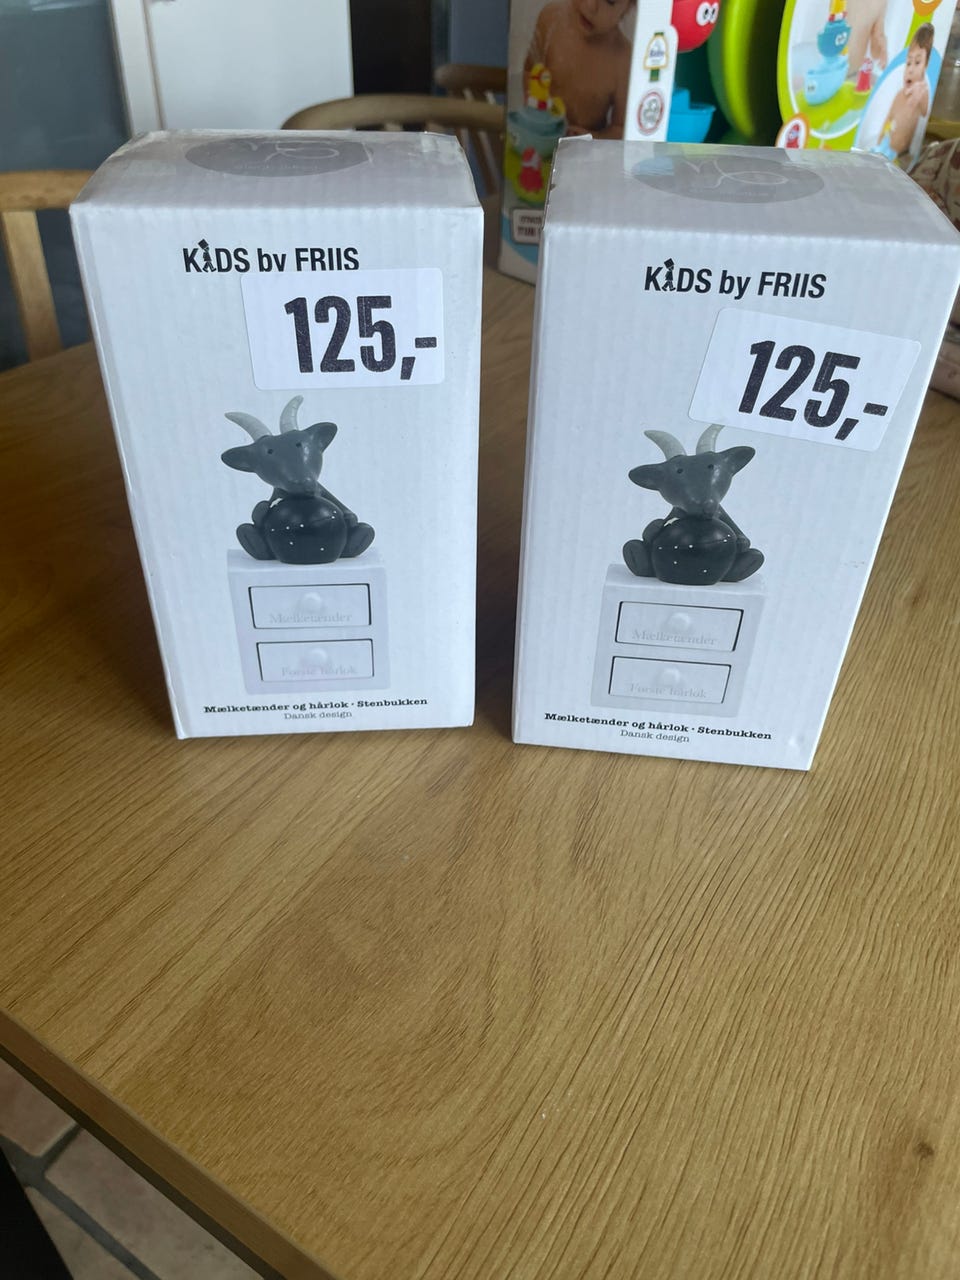 KIDS by FRIIS
125,-
Mælketænder
Første hårlok
Mælketænder og hårlok · Stenbukken
Dansk design
KIDS by FRIIS
125,-
Mælketænder
Første hårlok
Mælketænder og hårlok · Stenbukken
Dansk design